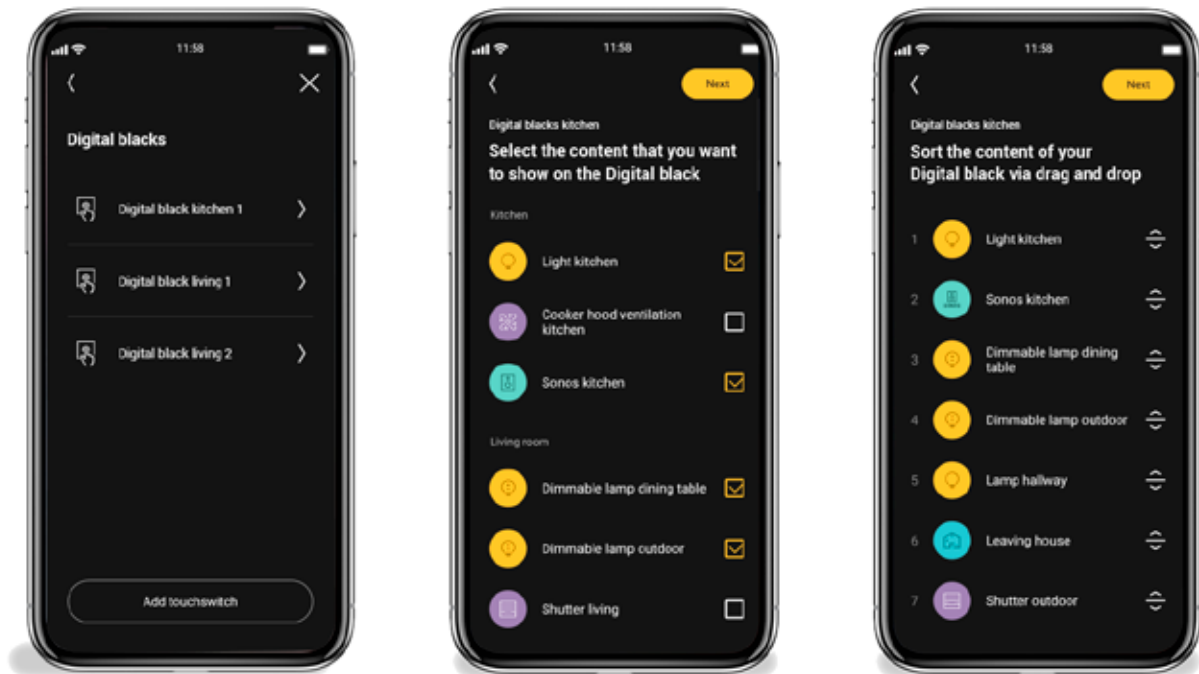 11:58
Digital blacks
Digital black kitchen 1
Digital black living 1
Digital black living 2
Add touchswitch
11:58
Next
Digital blacks kitchen
Select the content that you want
to show on the Digital black
Kitchen
Light kitchen
Cooker hood ventilation
kitchen
Sonos kitchen
Living room
Dimmable lamp dining table
Dimmable lamp outdoor
Shutter living
11:58
Next
Digital blacks kitchen
Sort the content of your
Digital black via drag and drop
1 Light kitchen
2 SONOS Sonos kitchen
3 Dimmable lamp dining
table
4 Dimmable lamp outdoor
5 Lamp hallway
6 Leaving house
7 Shutter outdoor